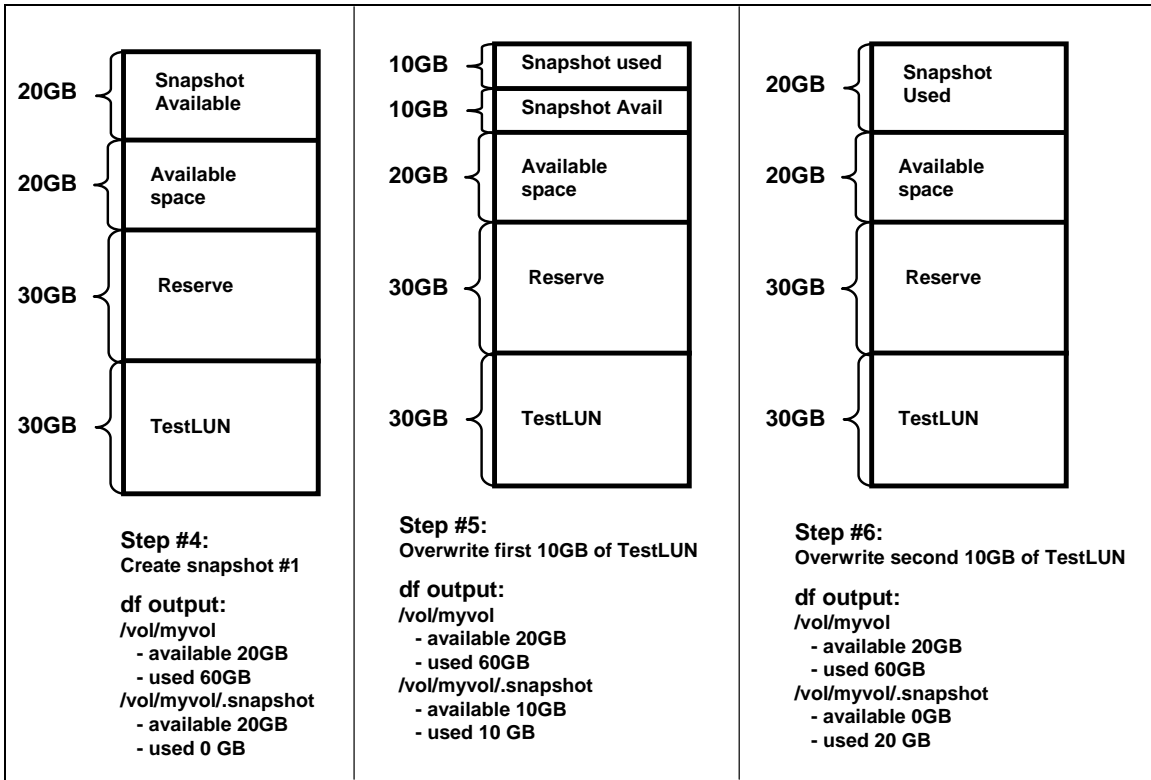 20GB
Snapshot
Available
20GB
Available
space
30GB
Reserve
30GB
TestLUN
Step #4:
Create snapshot #1
df output:
/vol/myvol
- available 20GB
- used 60GB
/vol/myvol/.snapshot
- available 20GB
- used 0 GB
10GB
Snapshot used
10GB
Snapshot Avail
20GB
Available
space
30GB
Reserve
30GB
TestLUN
Step #5:
Overwrite first 10GB of TestLUN
df output:
/vol/myvol
- available 20GB
- used 60GB
/vol/myvol/.snapshot
- available 10GB
- used 10 GB
20GB
Snapshot
Used
20GB
Available
space
30GB
Reserve
30GB
TestLUN
Step #6:
Overwrite second 10GB of TestLUN
df output:
/vol/myvol
- available 20GB
- used 60GB
/vol/myvol/.snapshot
- available 0GB
- used 20 GB